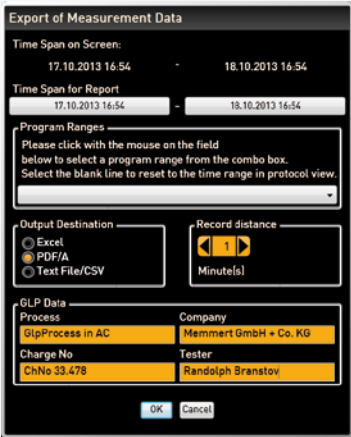 Export of Measurement Data
Time Span on Screen:
17.10.2013 16:54 - 18.10.2013 16:54
Time Span for Report
17.10.2013 16:54 - 18.10.2013 16:54
Program Ranges
Please click with the mouse on the field
below to select a program range from the combo box.
Select the blank line to reset to the time range in protocol view.
Output Destination
Excel
PDF/A
Text File/CSV
Record distance
1
Minute[s]
GLP Data
Process Company
GlpProcess in AC Memmert GmbH + Co. KG
Charge No Tester
ChNo 33.478 Randolph Branstov
OK Cancel